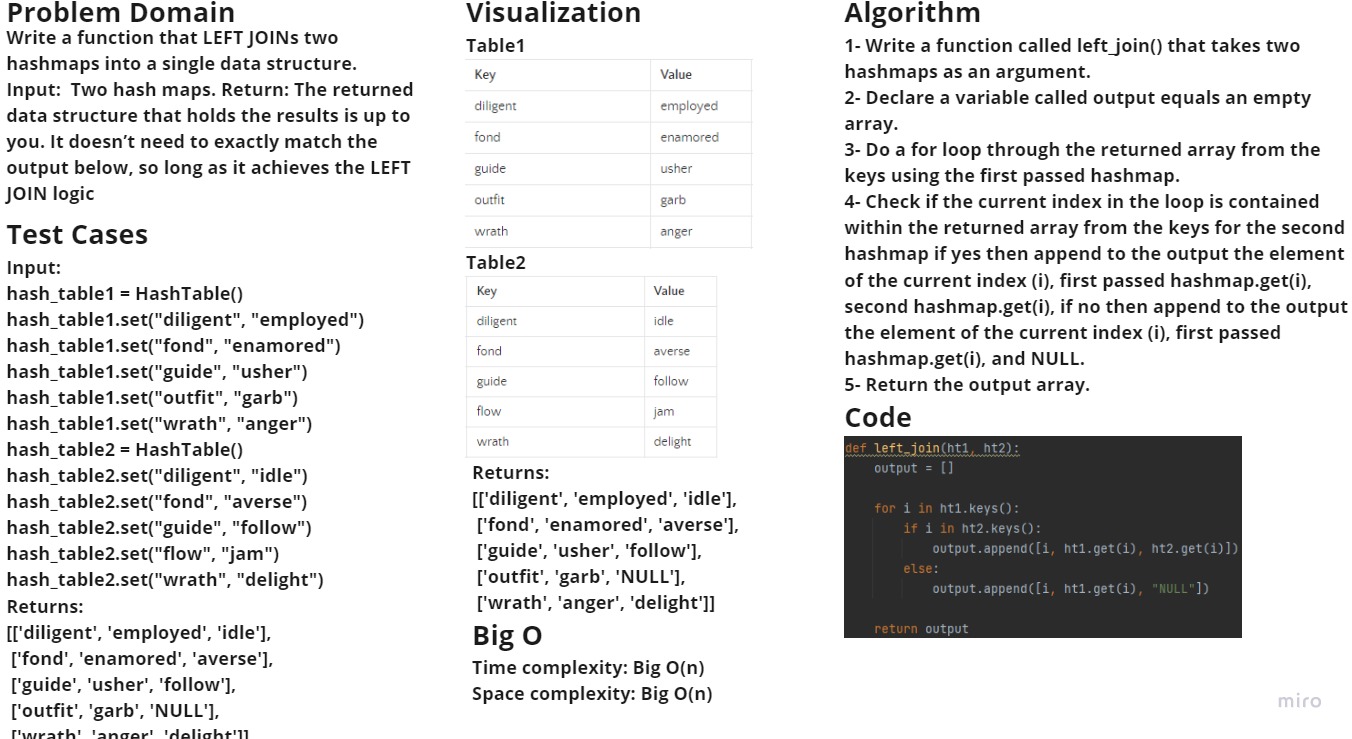 Problem Domain
Write a function that LEFT JOINs two
hashmaps into a single data structure.
Input:  Two hash maps. Return: The returned
data structure that holds the results is up to
you. It doesn’t need to exactly match the
output below, so long as it achieves the LEFT
JOIN logic
Test Cases
Input:
hash_table1 = HashTable()
hash_table1.set("diligent", "employed")
hash_table1.set("fond", "enamored")
hash_table1.set("guide", "usher")
hash_table1.set("outfit", "garb")
hash_table1.set("wrath", "anger")
hash_table2 = HashTable()
hash_table2.set("diligent", "idle")
hash_table2.set("fond", "averse")
hash_table2.set("guide", "follow")
hash_table2.set("flow", "jam")
hash_table2.set("wrath", "delight")
Returns:
[['diligent', 'employed', 'idle'],
['fond', 'enamored', 'averse'],
['guide', 'usher', 'follow'],
['outfit', 'garb', 'NULL'],
['wrath', 'anger', 'delight']]
Visualization
Table1
Key Value
diligent employed
fond enamored
guide usher
outfit garb
wrath anger
Table2
Key Value
diligent idle
fond averse
guide follow
flow jam
wrath delight
Returns:
[['diligent', 'employed', 'idle'],
['fond', 'enamored', 'averse'],
['guide', 'usher', 'follow'],
['outfit', 'garb', 'NULL'],
['wrath', 'anger', 'delight']]
Big O
Time complexity: Big O(n)
Space complexity: Big O(n)
Algorithm
1- Write a function called left_join() that takes two
hashmaps as an argument.
2- Declare a variable called output equals an empty
array.
3- Do a for loop through the returned array from the
keys using the first passed hashmap.
4- Check if the current index in the loop is contained
within the returned array from the keys for the second
hashmap if yes then append to the output the element
of the current index (i), first passed hashmap.get(i),
second hashmap.get(i), if no then append to the output
the element of the current index (i), first passed
hashmap.get(i), and NULL.
5- Return the output array.
Code
def left_join(ht1, ht2):
output = []
for i in ht1.keys():
if i in ht2.keys():
output.append([i, ht1.get(i), ht2.get(i)])
else:
output.append([i, ht1.get(i), "NULL"])
return output
miro